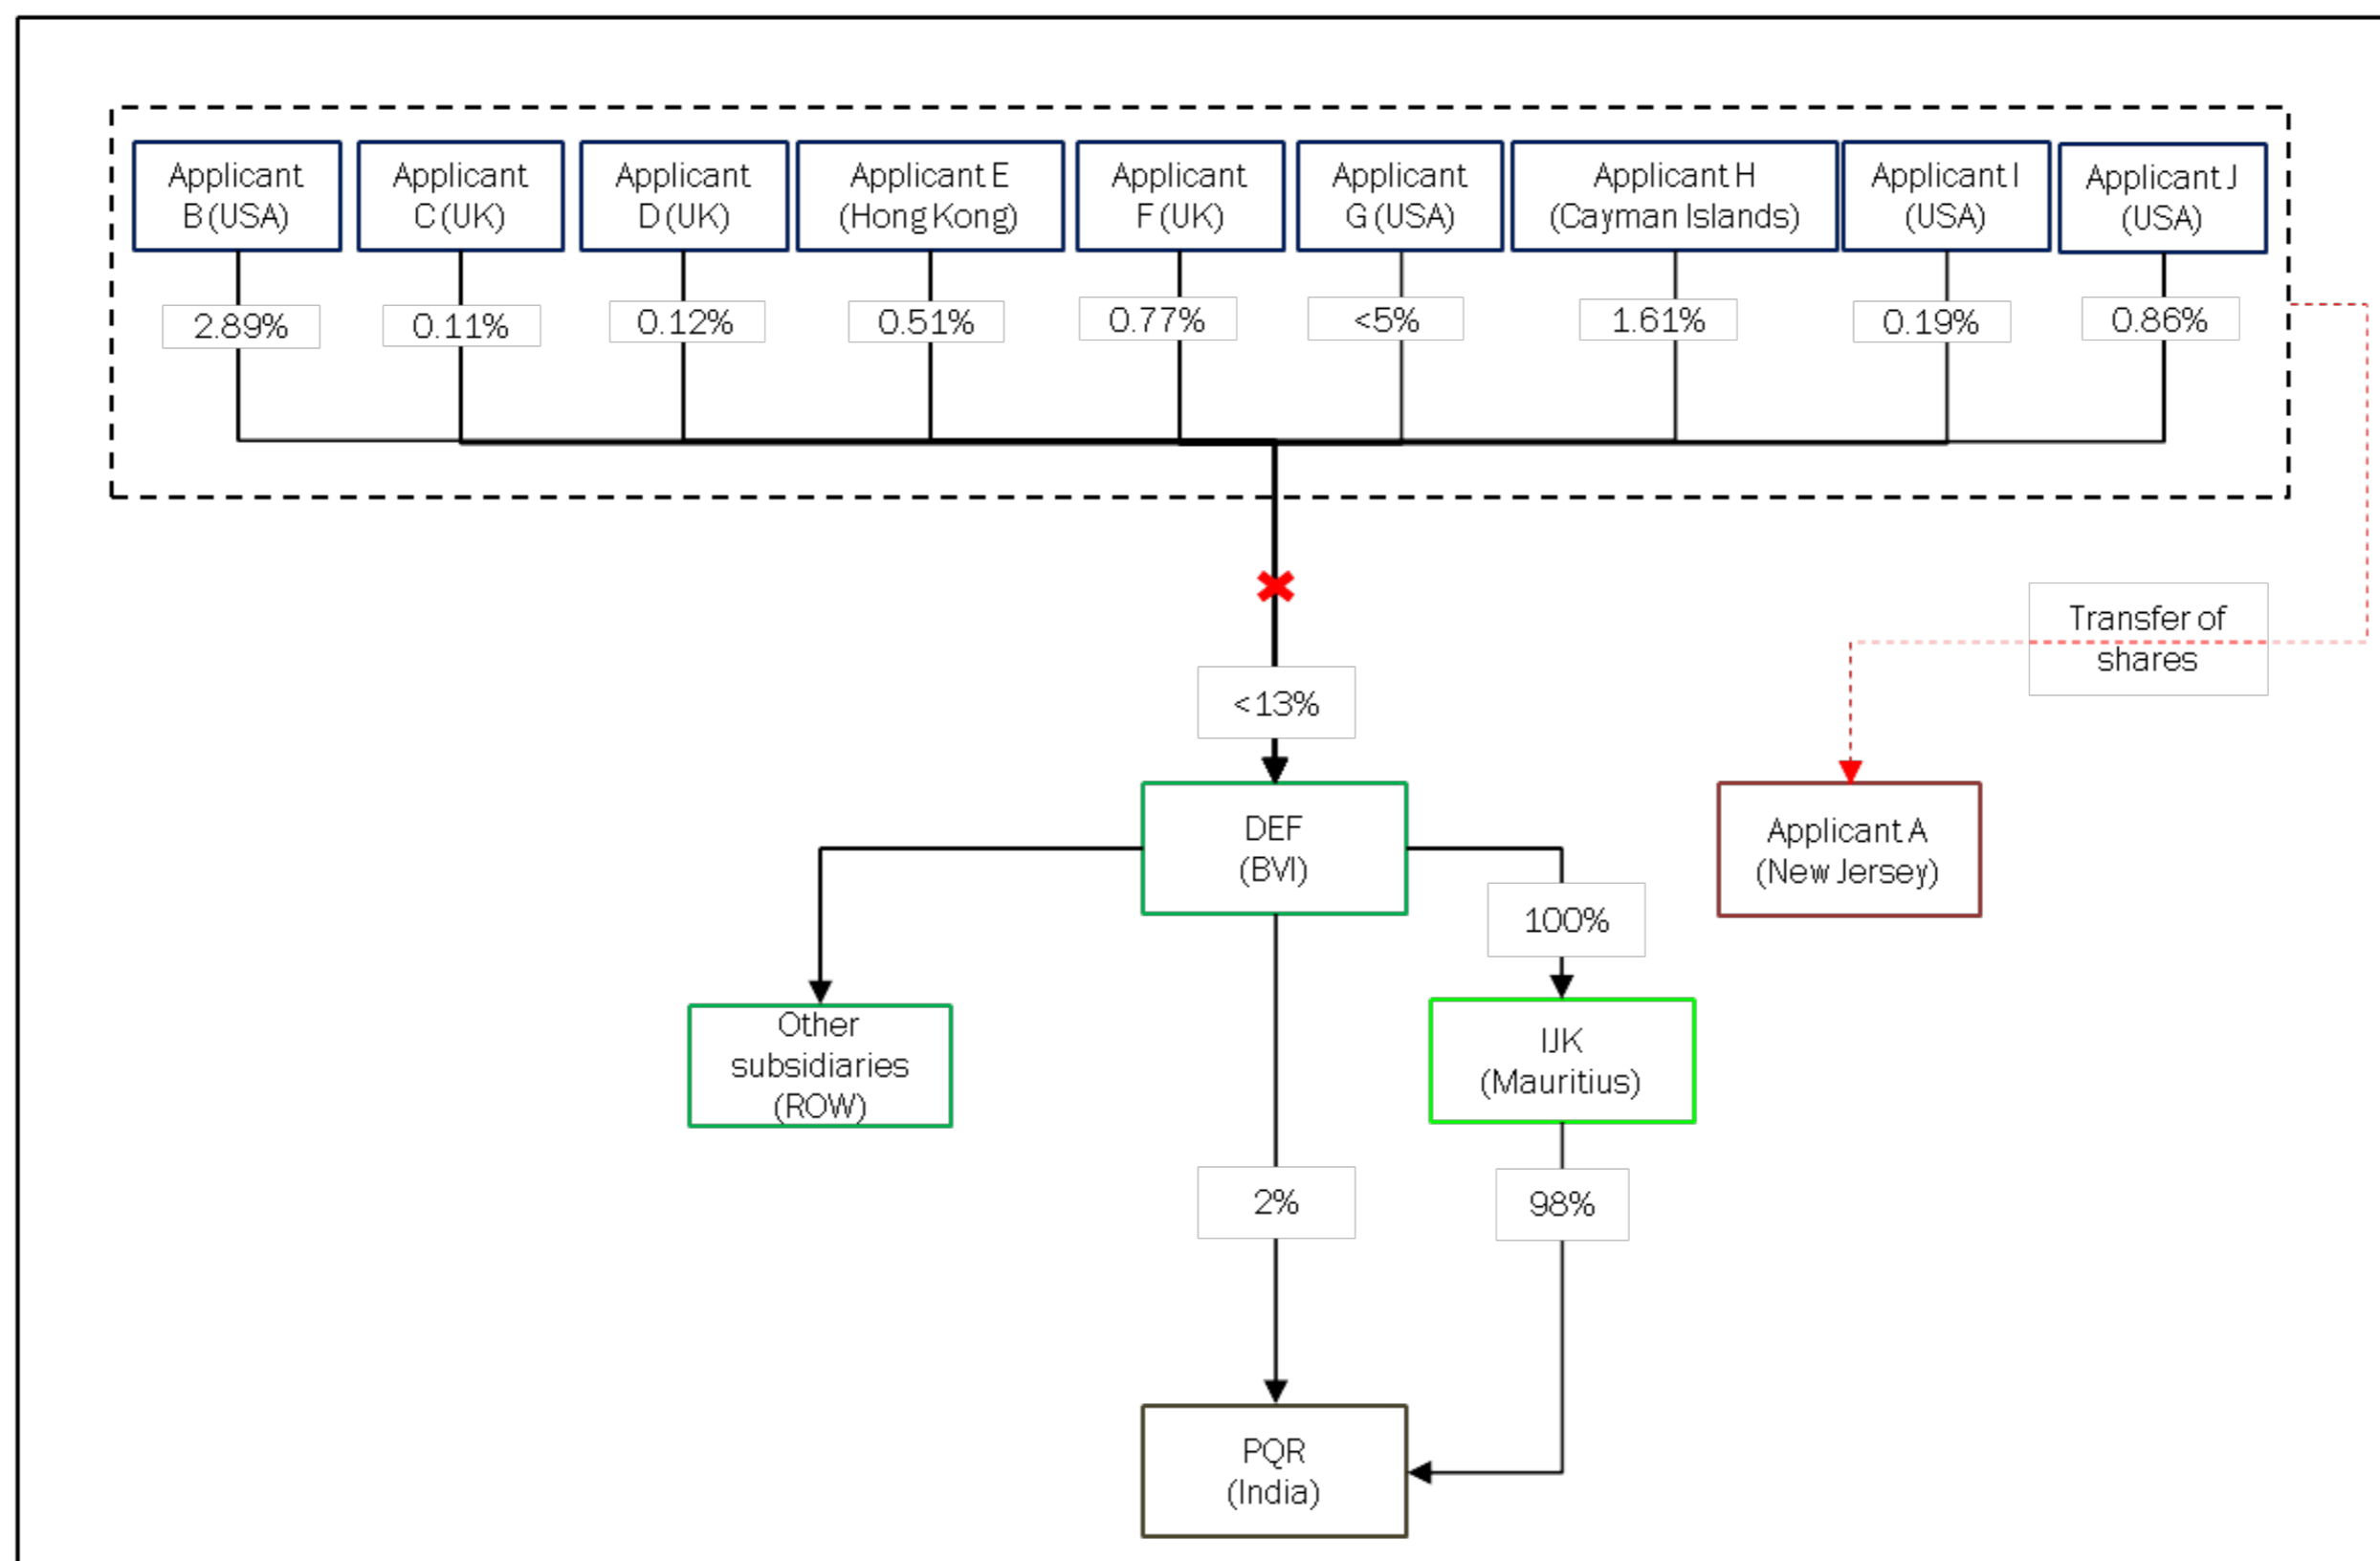 Applicant
B (USA)
Applicant
C (UK)
Applicant
D (UK)
Applicant E
(Hong Kong)
Applicant
F (UK)
Applicant
G (USA)
Applicant H
(Cayman Islands)
Applicant I
(USA)
Applicant J
(USA)
2.89%
0.11%
0.12%
0.51%
0.77%
<5%
1.61%
0.19%
0.86%
Transfer of
shares
<13%
DEF
(BVI)
Applicant A
(New Jersey)
100%
Other
subsidiaries
(ROW)
IJK
(Mauritius)
2%
98%
PQR
(India)